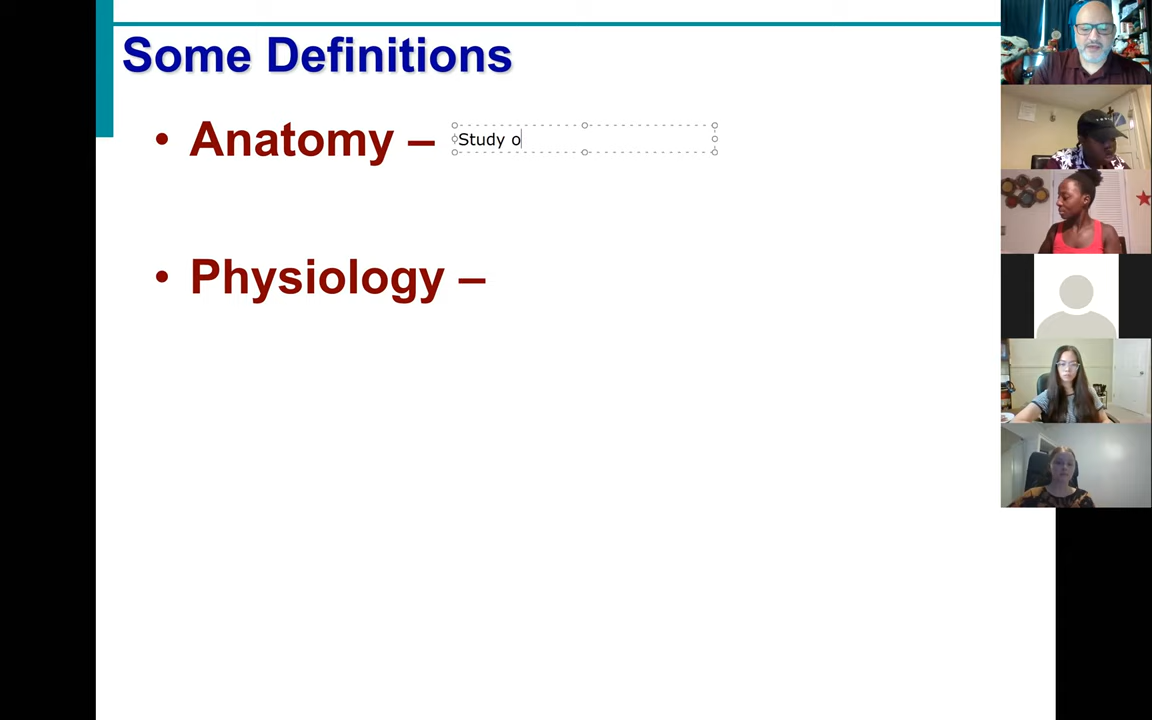 Some Definitions
• Anatomy – Study o
• Physiology –